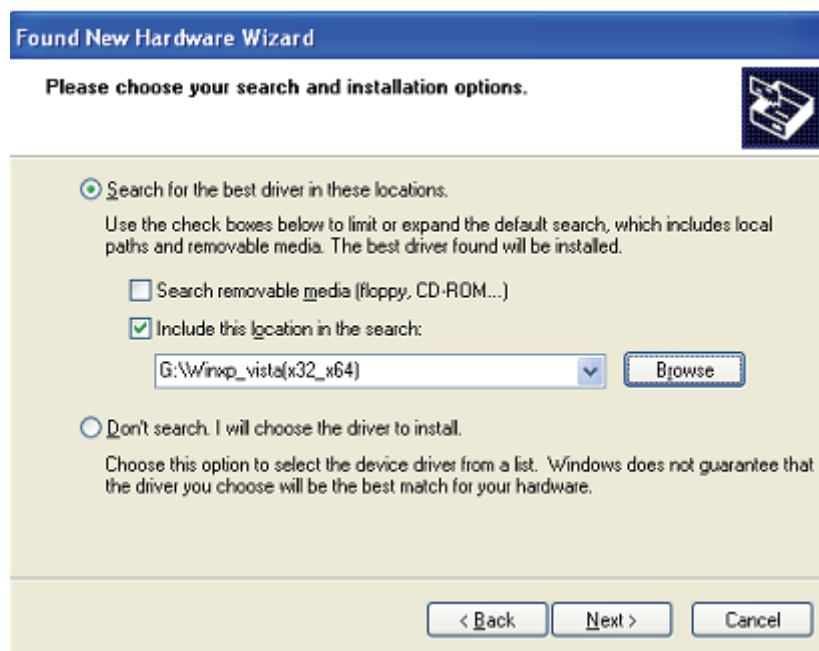 Found New Hardware Wizard
Please choose your search and installation options.
Search for the best driver in these locations.
Use the check boxes below to limit or expand the default search, which includes local
paths and removable media. The best driver found will be installed.
Search removable media (floppy, CD-ROM...)
Include this location in the search:
G:\Winxp_vista(x32_x64)
Browse
Don't search. I will choose the driver to install.
Choose this option to select the device driver from a list. Windows does not guarantee that
the driver you choose will be the best match for your hardware.
< Back Next > Cancel